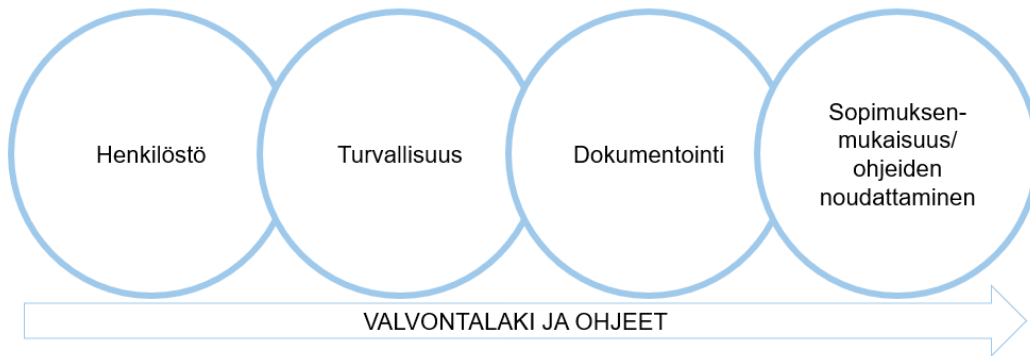 Henkilöstö
Turvallisuus
Dokumentointi
Sopimuksen-
mukaisuus/
ohjeiden
noudattaminen
VALVONTALAKI JA OHJEET